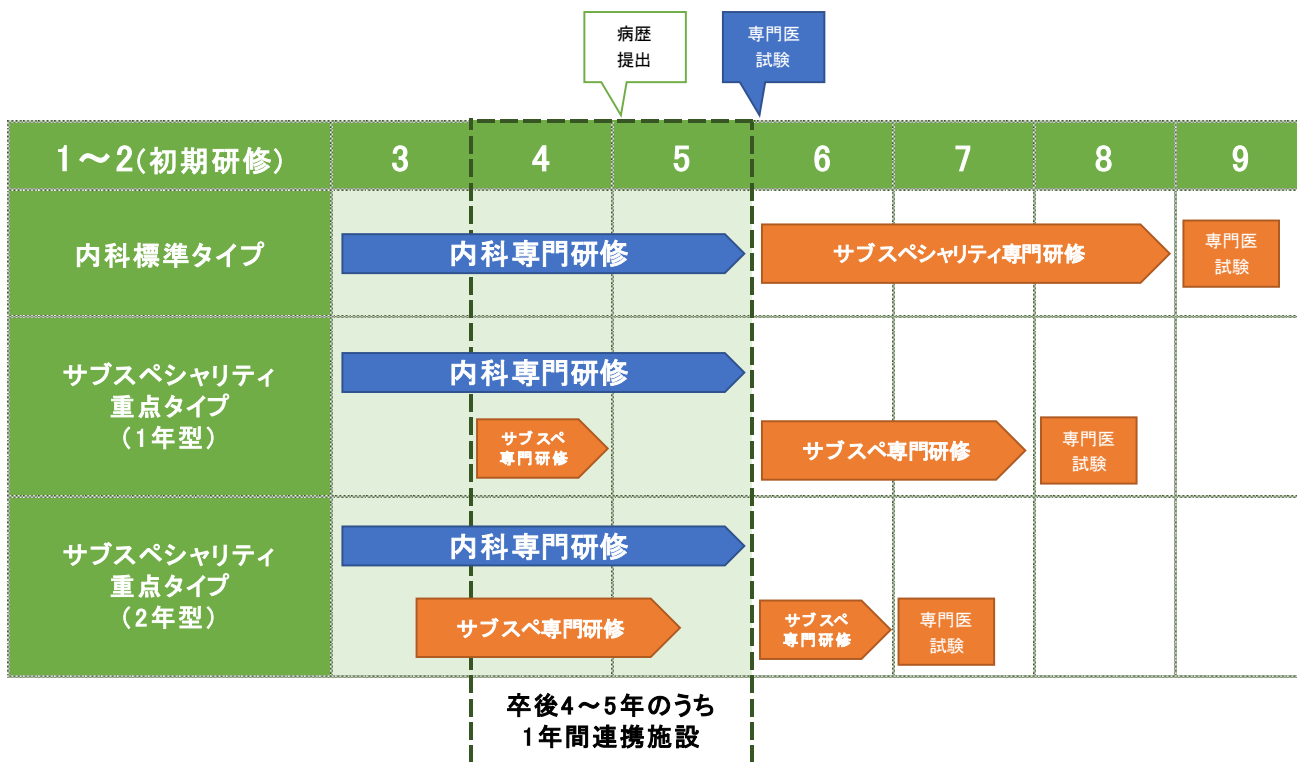 病歴
提出
専門医
試験
1～2(初期研修)
3
4
5
6
7
8
9
内科標準タイプ
内科専門研修
サブスペシャリティ専門研修
専門医
試験
サブスペシャリティ
重点タイプ
（1年型）
内科専門研修
サブスペ
専門研修
サブスペ専門研修
専門医
試験
サブスペシャリティ
重点タイプ
（2年型）
内科専門研修
サブスペ専門研修
サブスペ
専門研修
専門医
試験
卒後4～5年のうち
1年間連携施設